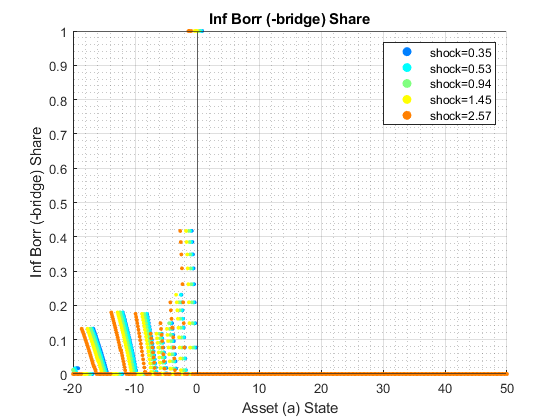 Inf Borr (-bridge) Share
1
0.9
0.8
0.7
0.6
0.5
0.4
0.3
0.2
0.1
0
Inf Borr (-bridge) Share
shock=0.35
shock=0.53
shock=0.94
shock=1.45
shock=2.57
-20
-10
0
10
20
30
40
50
Asset (a) State